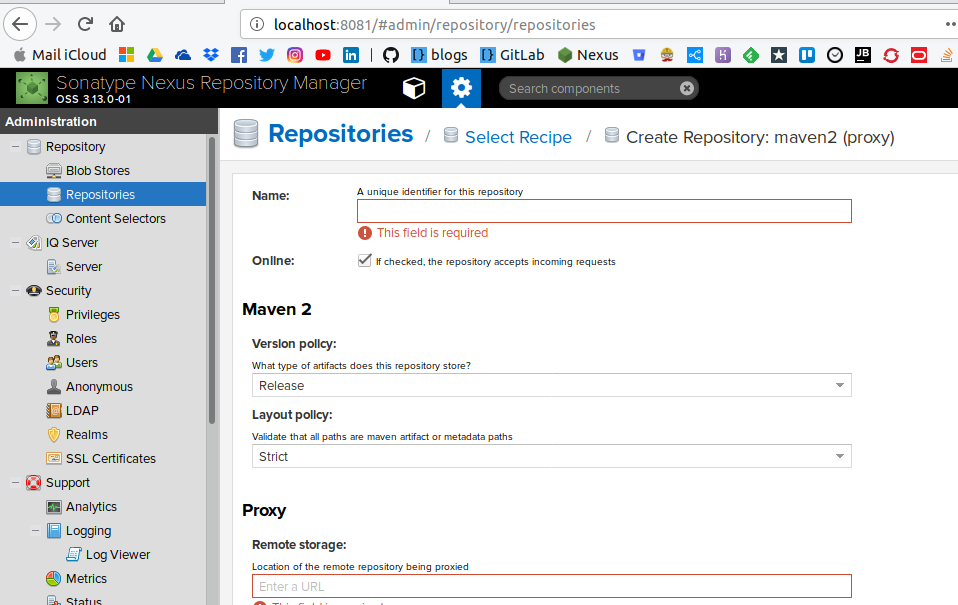 localhost:8081/#admin/repository/repositories
Mail iCloud
blogs
GitLab
Nexus
Sonatype Nexus Repository Manager
OSS 3.13.0-01
Search components
Administration
Repository
Blob Stores
Repositories
Content Selectors
IQ Server
Server
Security
Privileges
Roles
Users
Anonymous
LDAP
Realms
SSL Certificates
Support
Analytics
Logging
Log Viewer
Metrics
Status
Repositories / Select Recipe / Create Repository: maven2 (proxy)
Name:
A unique identifier for this repository
This field is required
Online:
If checked, the repository accepts incoming requests
Maven 2
Version policy:
What type of artifacts does this repository store?
Release
Layout policy:
Validate that all paths are maven artifact or metadata paths
Strict
Proxy
Remote storage:
Location of the remote repository being proxied
Enter a URL
This field is required